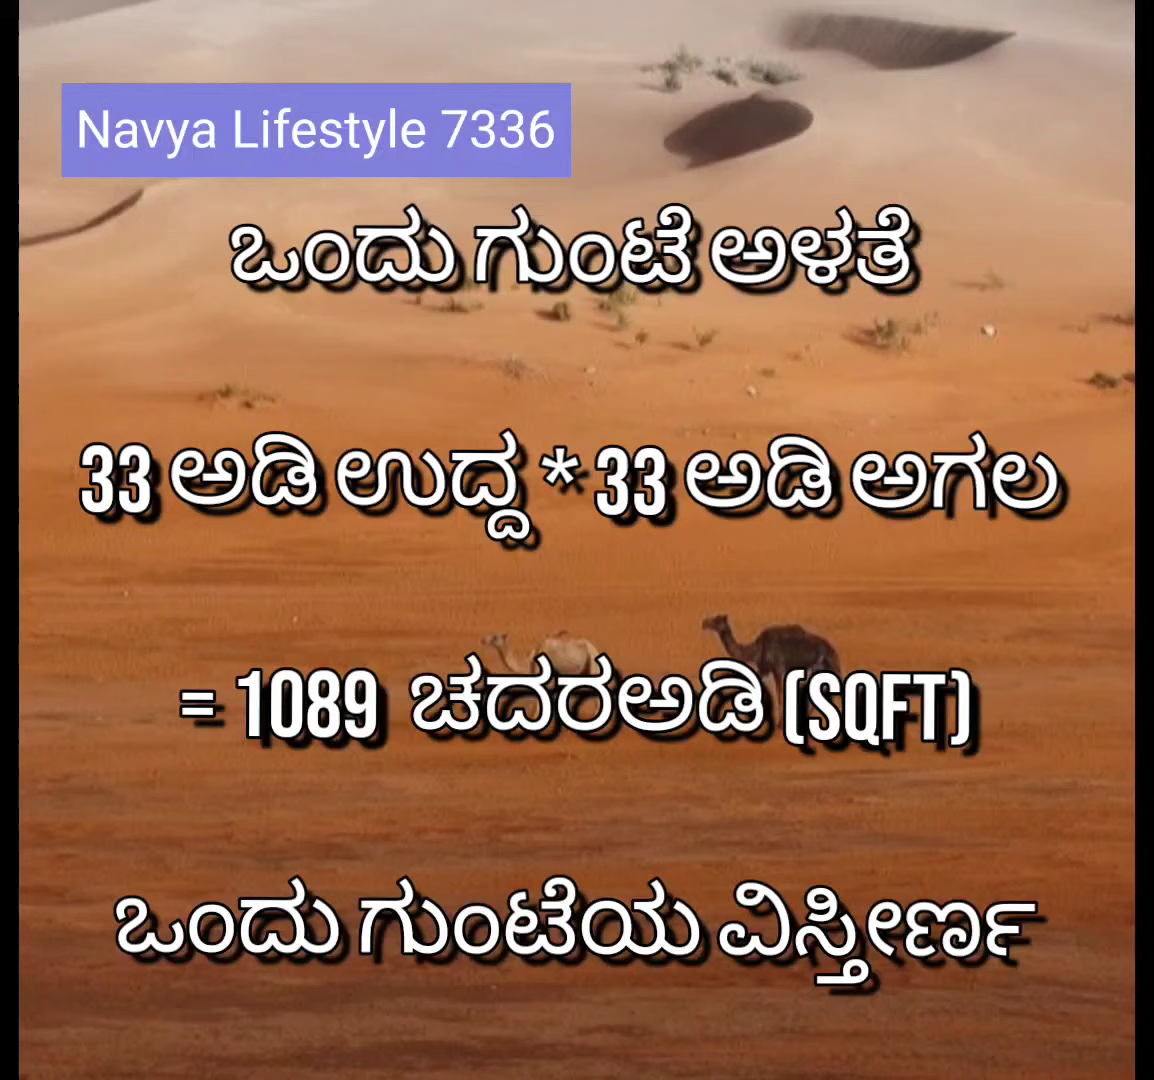 Navya Lifestyle 7336
ಒಂದು ಗುಂಟೆ ಅಳತೆ
33 ಅಡಿ ಉದ್ದ * 33 ಅಡಿ ಅಗಲ
= 1089 ಚದರಅಡಿ (SQFT)
ಒಂದು ಗುಂಟೆಯ ವಿಸ್ತೀರ್ಣ